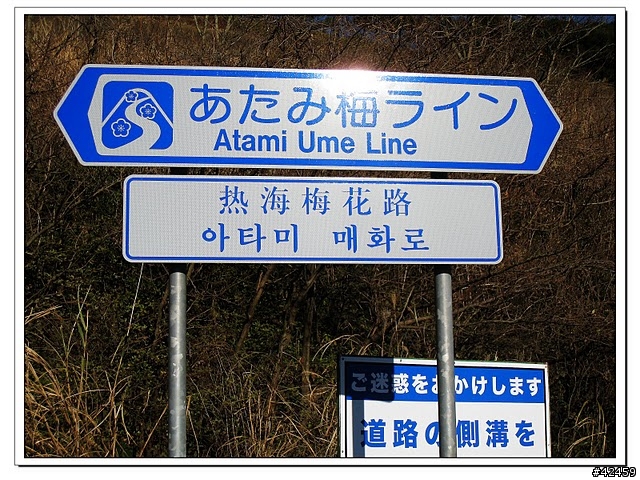 あたみ梅ライン
Atami Ume Line
热海梅花路
아타미 매화로
ご迷惑をおかけします
道路の側溝を
#42459